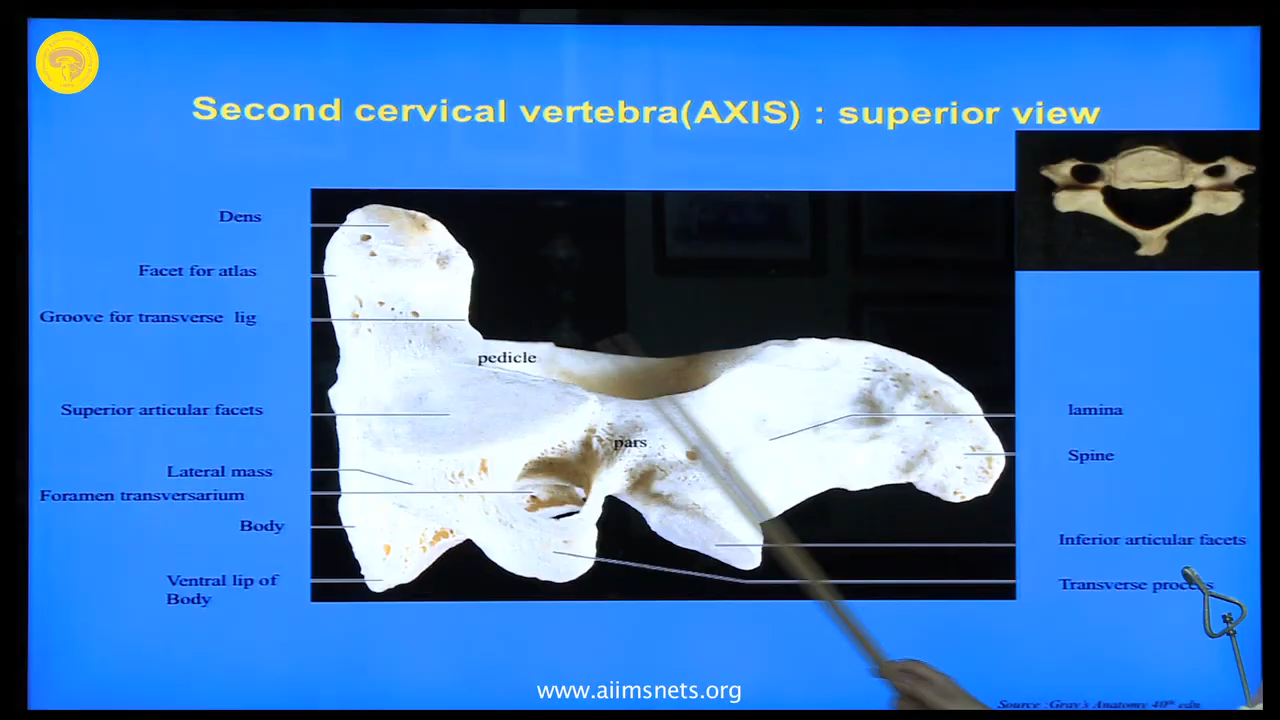 Second cervical vertebra(AXIS) : superior view
Dens
Facet for atlas
Groove for transverse lig
pedicle
Superior articular facets
pars
lamina
Spine
Lateral mass
Foramen transversarium
Body
Inferior articular facets
Ventral lip of
Body
Transverse process
www.aiimsnets.org
Source :Gray's Anatomy 40th edn